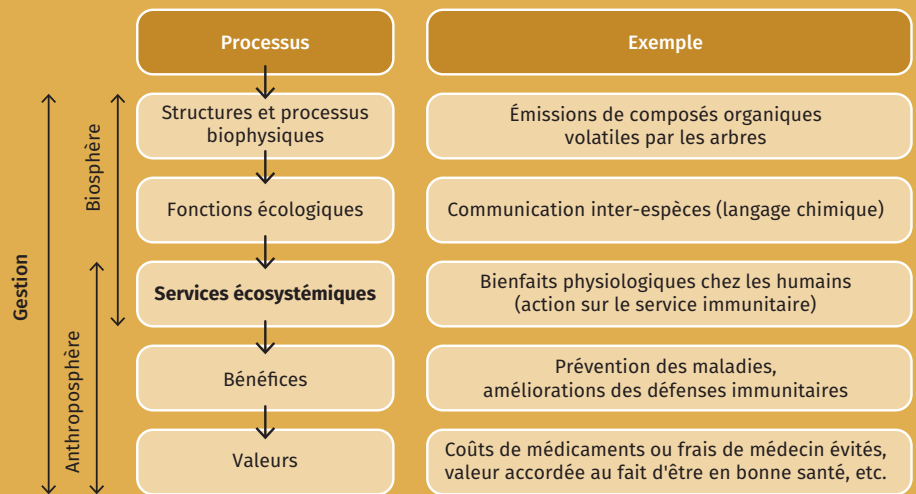 Processus
Exemple
Structures et processus
biophysiques
Émissions de composés organiques
volatiles par les arbres
Fonctions écologiques
Communication inter-espèces (langage chimique)
Services écosystémiques
Bienfaits physiologiques chez les humains
(action sur le service immunitaire)
Bénéfices
Prévention des maladies,
améliorations des défenses immunitaires
Valeurs
Coûts de médicaments ou frais de médecin évités,
valeur accordée au fait d'être en bonne santé, etc.
Gestion
Biosphère
Anthroposphère